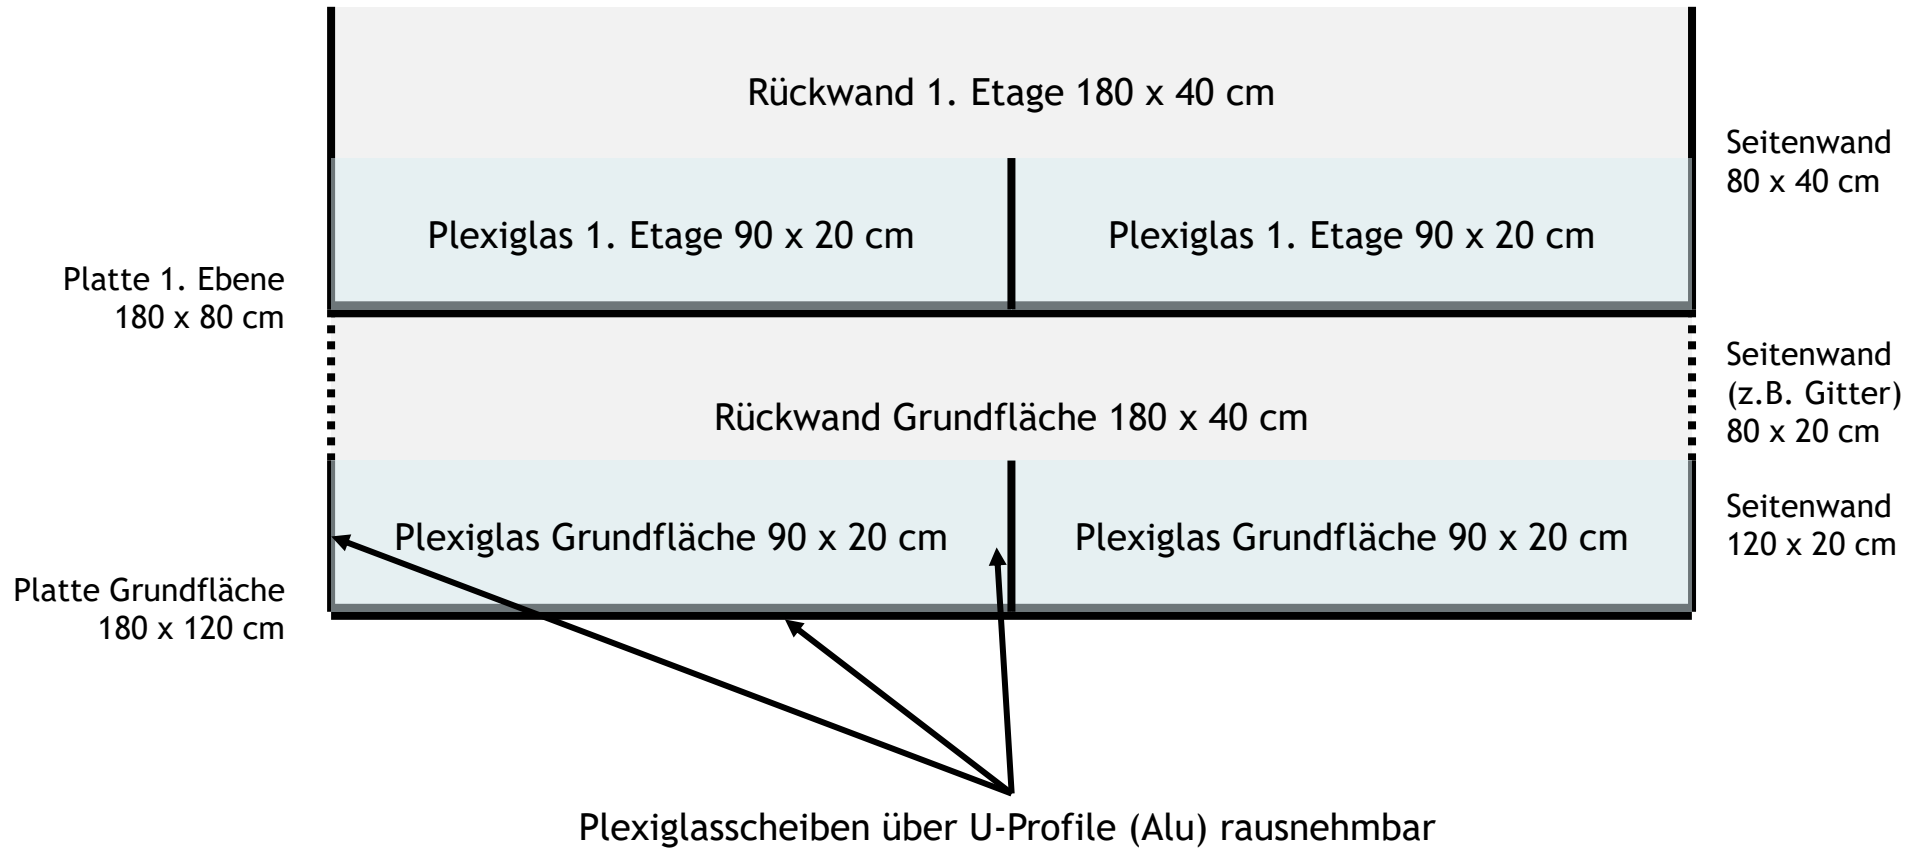 Rückwand 1. Etage 180 x 40 cm
Seitenwand
80 x 40 cm
Plexiglas 1. Etage 90 x 20 cm
Plexiglas 1. Etage 90 x 20 cm
Platte 1. Ebene
180 x 80 cm
Seitenwand
(z.B. Gitter)
80 x 20 cm
Rückwand Grundfläche 180 x 40 cm
Seitenwand
120 x 20 cm
Plexiglas Grundfläche 90 x 20 cm
Plexiglas Grundfläche 90 x 20 cm
Platte Grundfläche
180 x 120 cm
Plexiglasscheiben über U-Profile (Alu) rausnehmbar